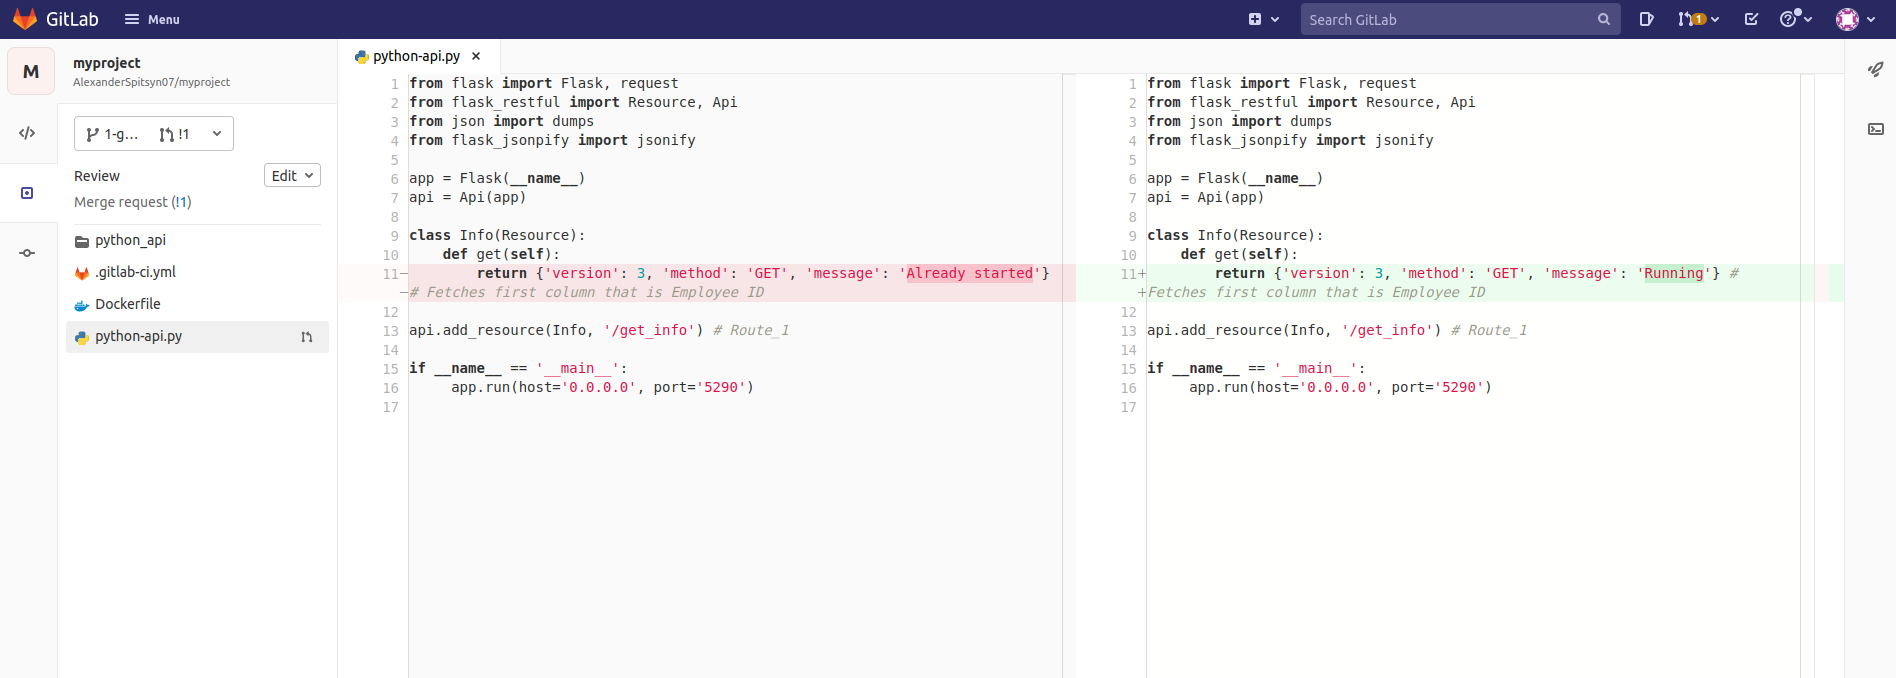 GitLab Menu 1 Search GitLab
M myproject
AlexanderSpitsyn07/myproject
1-g... !1
Review Edit
Merge request (!1)
python_api
.gitlab-ci.yml
Dockerfile
python-api.py
python-api.py ×
1 from flask import Flask, request
2 from flask_restful import Resource, Api
3 from json import dumps
4 from flask_jsonpify import jsonify
5
6 app = Flask(__name__)
7 api = Api(app)
8
9 class Info(Resource):
10     def get(self):
11−         return {'version': 3, 'method': 'GET', 'message': 'Already started'}
− # Fetches first column that is Employee ID
12
13 api.add_resource(Info, '/get_info') # Route_1
14
15 if __name__ == '__main__':
16      app.run(host='0.0.0.0', port='5290')
17
1 from flask import Flask, request
2 from flask_restful import Resource, Api
3 from json import dumps
4 from flask_jsonpify import jsonify
5
6 app = Flask(__name__)
7 api = Api(app)
8
9 class Info(Resource):
10     def get(self):
11+         return {'version': 3, 'method': 'GET', 'message': 'Running'} #
+ Fetches first column that is Employee ID
12
13 api.add_resource(Info, '/get_info') # Route_1
14
15 if __name__ == '__main__':
16      app.run(host='0.0.0.0', port='5290')
17